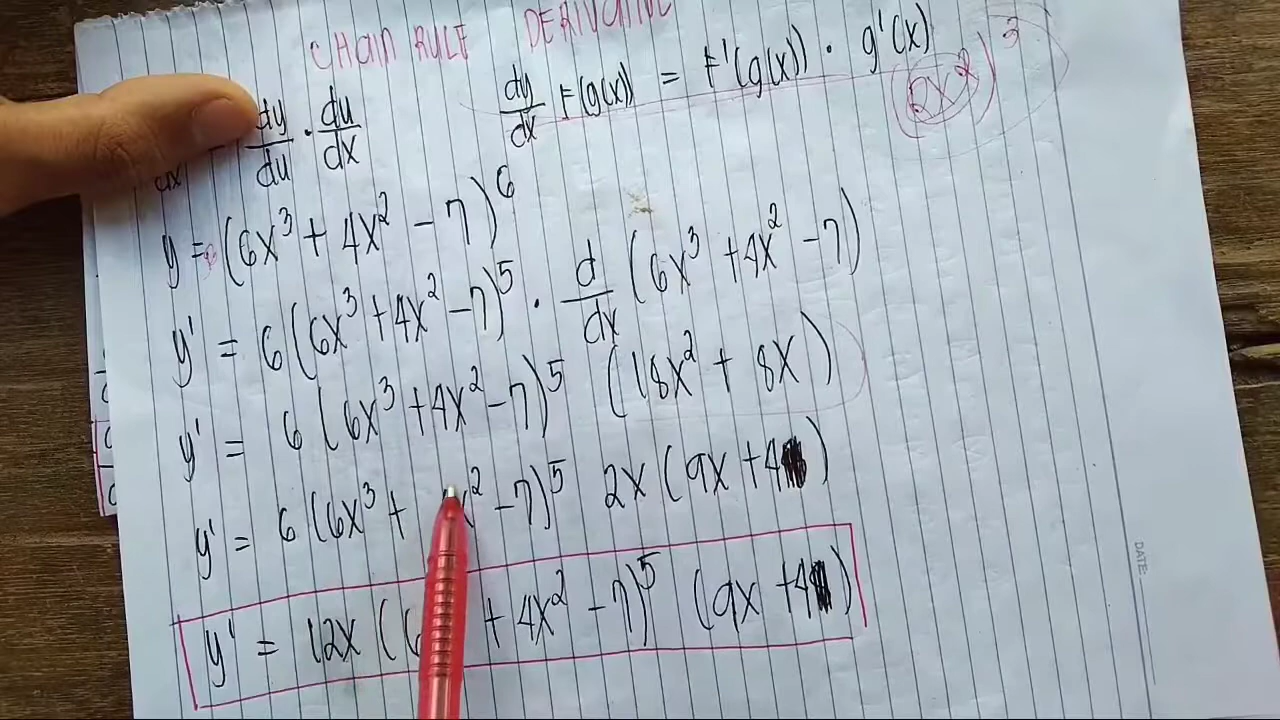 CHAIN RULE DERIVATIVE
dy/du · du/dx
dy/dx F(g(x)) = F'(g(x)) · g'(x)
(2x²)³
y = (6x³ + 4x² - 7)⁶
y' = 6(6x³ + 4x² - 7)⁵ · d/dx (6x³ + 4x² - 7)
y' = 6(6x³ + 4x² - 7)⁵ (18x² + 8x)
y' = 6(6x³ + x² - 7)⁵ 2x(9x + 4)
y' = 12x(6 + 4x² - 7)⁵ (9x + 4)
DATE: